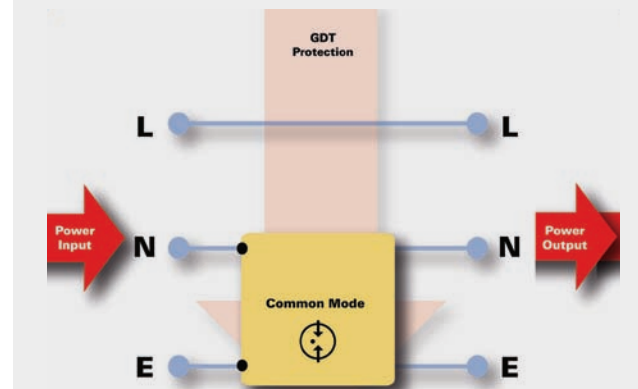 GDT
Protection
L L
Power
Input
N N
Power
Output
Common Mode
E E